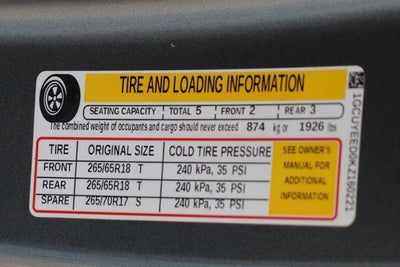 TIRE AND LOADING INFORMATION
SEATING CAPACITY TOTAL 5 FRONT 2 REAR 3
The combined weight of occupants and cargo should never exceed 874 kg or 1926 lbs
TIRE ORIGINAL SIZE COLD TIRE PRESSURE
FRONT 265/65R18 T 240 kPa, 35 PSI
REAR 265/65R18 T 240 kPa, 35 PSI
SPARE 265/70R17 S 240 kPa, 35 PSI
SEE OWNER'S
MANUAL FOR
ADDITIONAL
INFORMATION
1GCUYEED0KZ160221